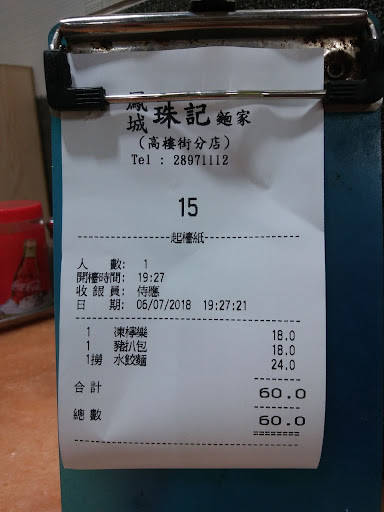 鳳城 珠記 麵家
(高樓街分店)
Tel : 28971112
15
起檯紙
人 數: 1
開檯時間: 19:27
收銀員: 侍應
日 期: 06/07/2018 19:27:21
1 凍檸樂 18.0
1 豬扒包 18.0
1撈 水餃麵 24.0
合計 60.0
總數 60.0